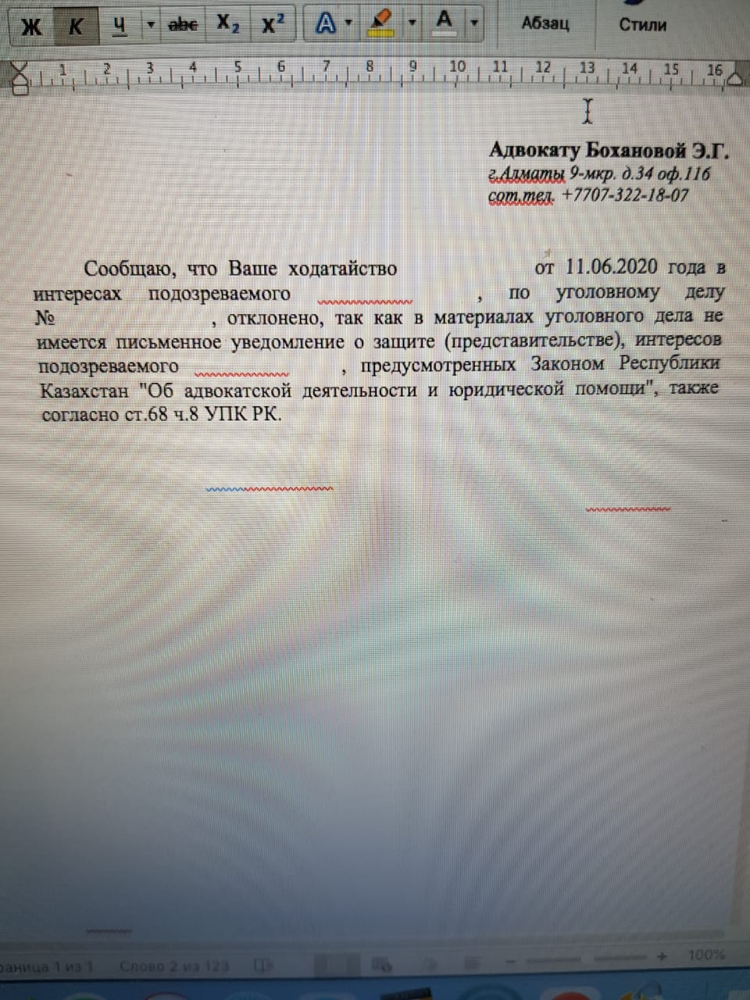 Ж К Ч abc X2 X2 A A Абзац Стили
1 2 3 4 5 6 7 8 9 10 11 12 13 14 15 16
Адвокату Бохановой Э.Г.
г.Алматы 9-мкр. д.34 оф.116
сот.тел. +7707-322-18-07
Сообщаю, что Ваше ходатайство от 11.06.2020 года в
интересах подозреваемого , по уголовному делу
№ , отклонено, так как в материалах уголовного дела не
имеется письменное уведомление о защите (представительстве), интересов
подозреваемого , предусмотренных Законом Республики
Казахстан "Об адвокатской деятельности и юридической помощи", также
согласно ст.68 ч.8 УПК РК.
раница 1 из 1 Слово 2 из 123 100%